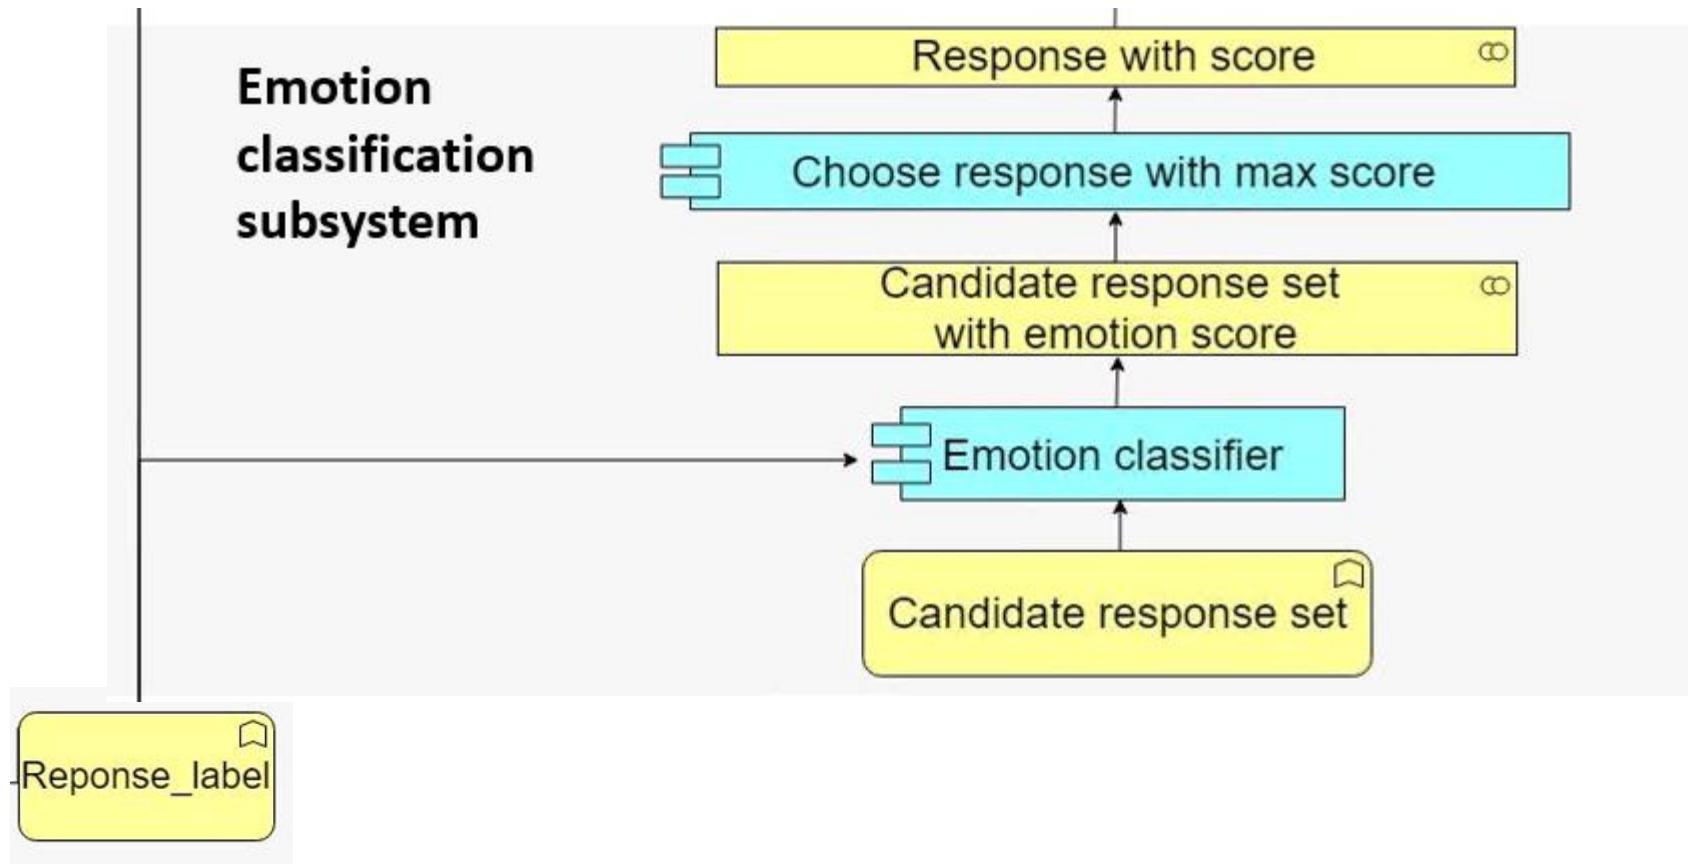 Emotion
classification
subsystem
Response with score
Choose response with max score
Candidate response set
with emotion score
Emotion classifier
Candidate response set
Reponse_label